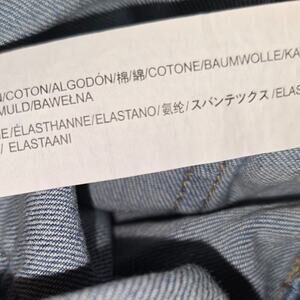 /COTON/ALGODÓN/棉/綿/COTONE/BAUMWOLLE/KA
MULD/BAWEŁNA
E/ÉLASTHANNE/ELASTANO/氨纶/スパンテックス/ELAS
/ ELASTAANI